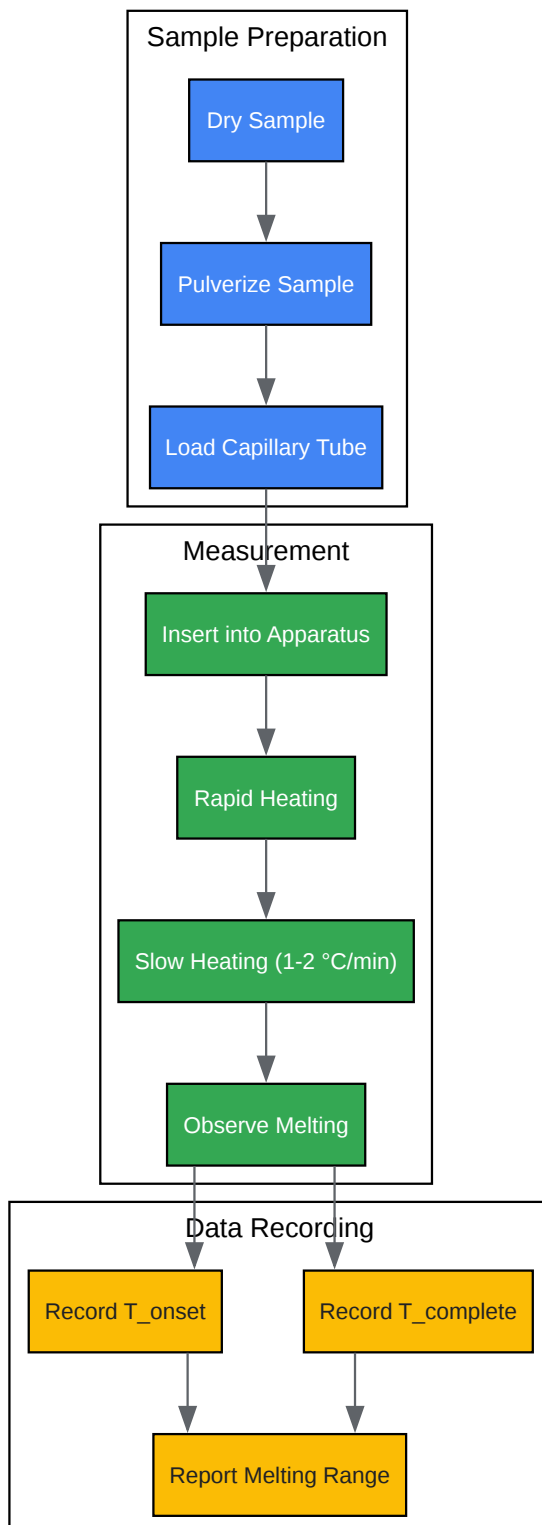 Sample Preparation
Dry Sample
Pulverize Sample
Load Capillary Tube
Measurement
Insert into Apparatus
Rapid Heating
Slow Heating (1-2 °C/min)
Observe Melting
Data Recording
Record T_onset
Record T_complete
Report Melting Range